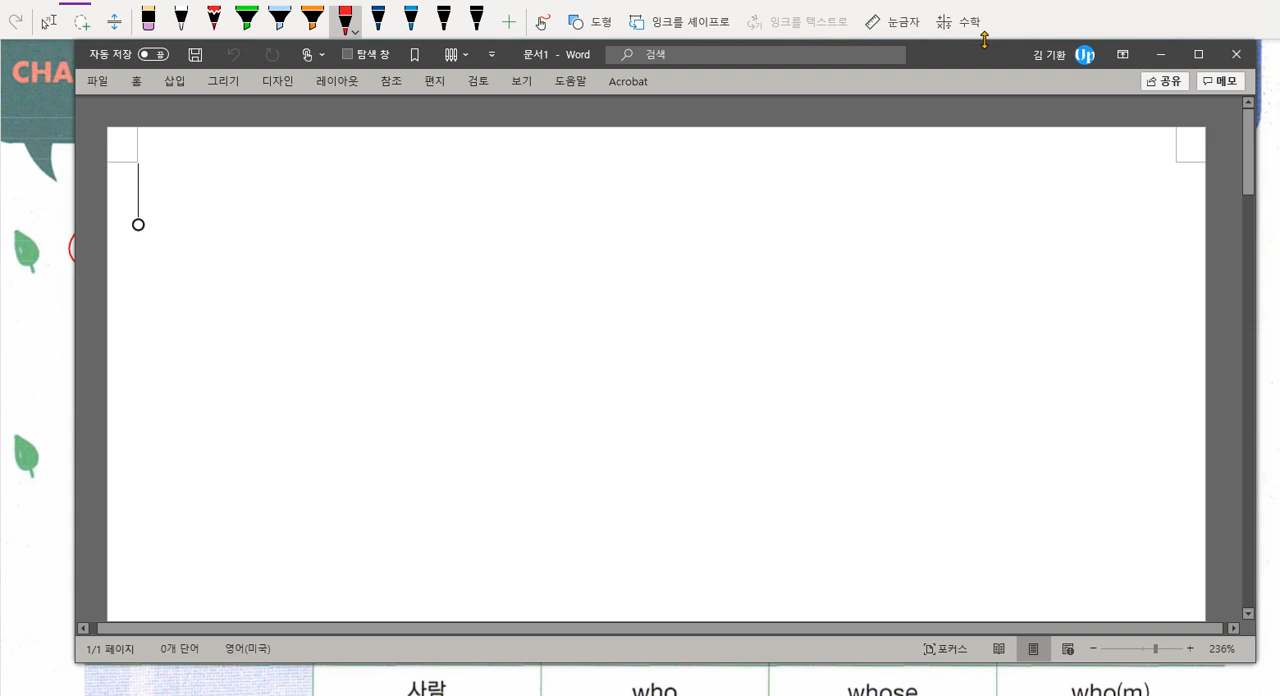 도형 잉크를 셰이프로 잉크를 텍스트로 눈금자 수학
CHA
자동 저장 끔 탐색 창 문서1 - Word 검색 김 기환 Up
파일 홈 삽입 그리기 디자인 레이아웃 참조 편지 검토 보기 도움말 Acrobat 공유 메모
1/1 페이지 0개 단어 영어(미국) 포커스 236%
사람 who whose who(m)